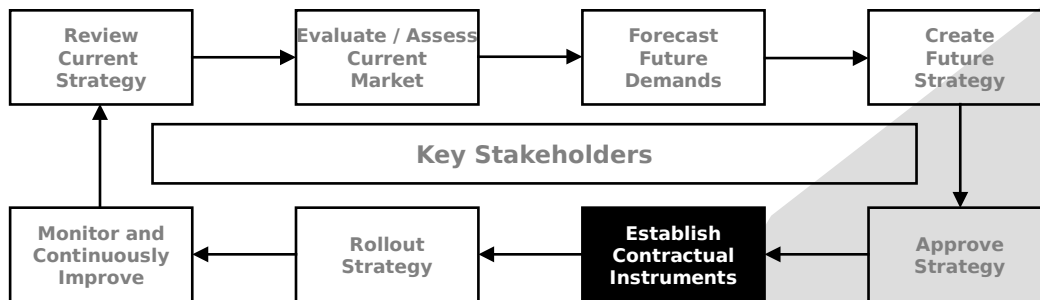 Review
Current
Strategy
Evaluate / Assess
Current
Market
Forecast
Future
Demands
Create
Future
Strategy
Key Stakeholders
Monitor and
Continuously
Improve
Rollout
Strategy
Establish
Contractual
Instruments
Approve
Strategy